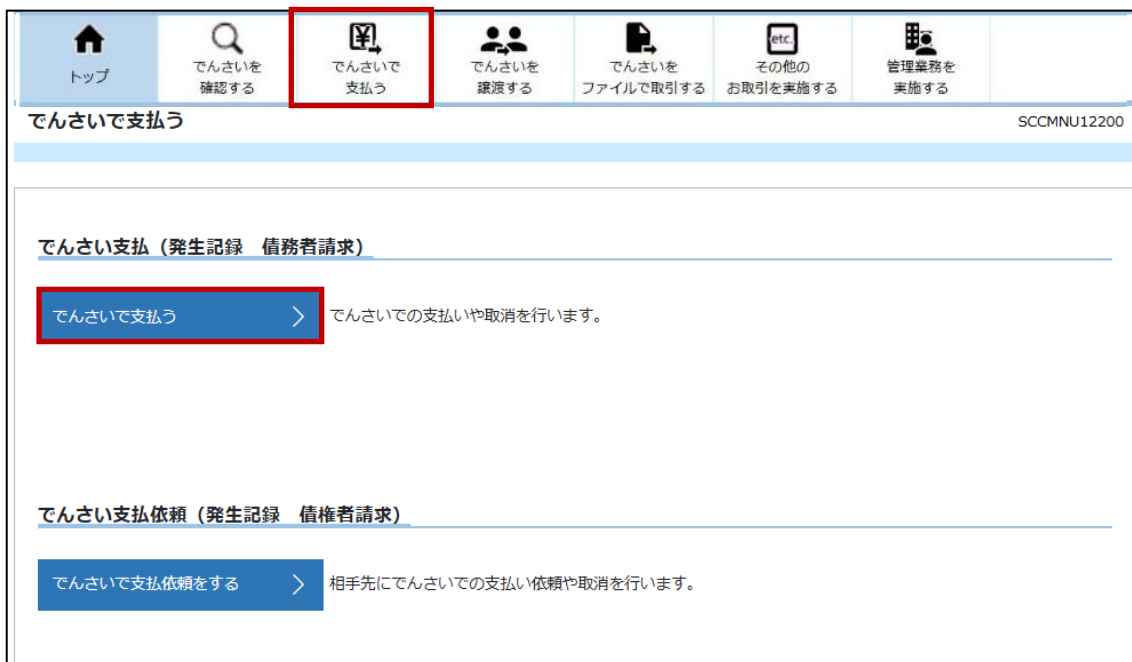 トップ
でんさいを
確認する
でんさいで
支払う
でんさいを
譲渡する
でんさいを
ファイルで取引する
etc.
その他の
お取引を実施する
管理業務を
実施する
でんさいで支払う
SCCMNU12200
でんさい支払（発生記録　債務者請求）
でんさいで支払う
でんさいでの支払いや取消を行います。
でんさい支払依頼（発生記録　債権者請求）
でんさいで支払依頼をする
相手先にでんさいでの支払い依頼や取消を行います。